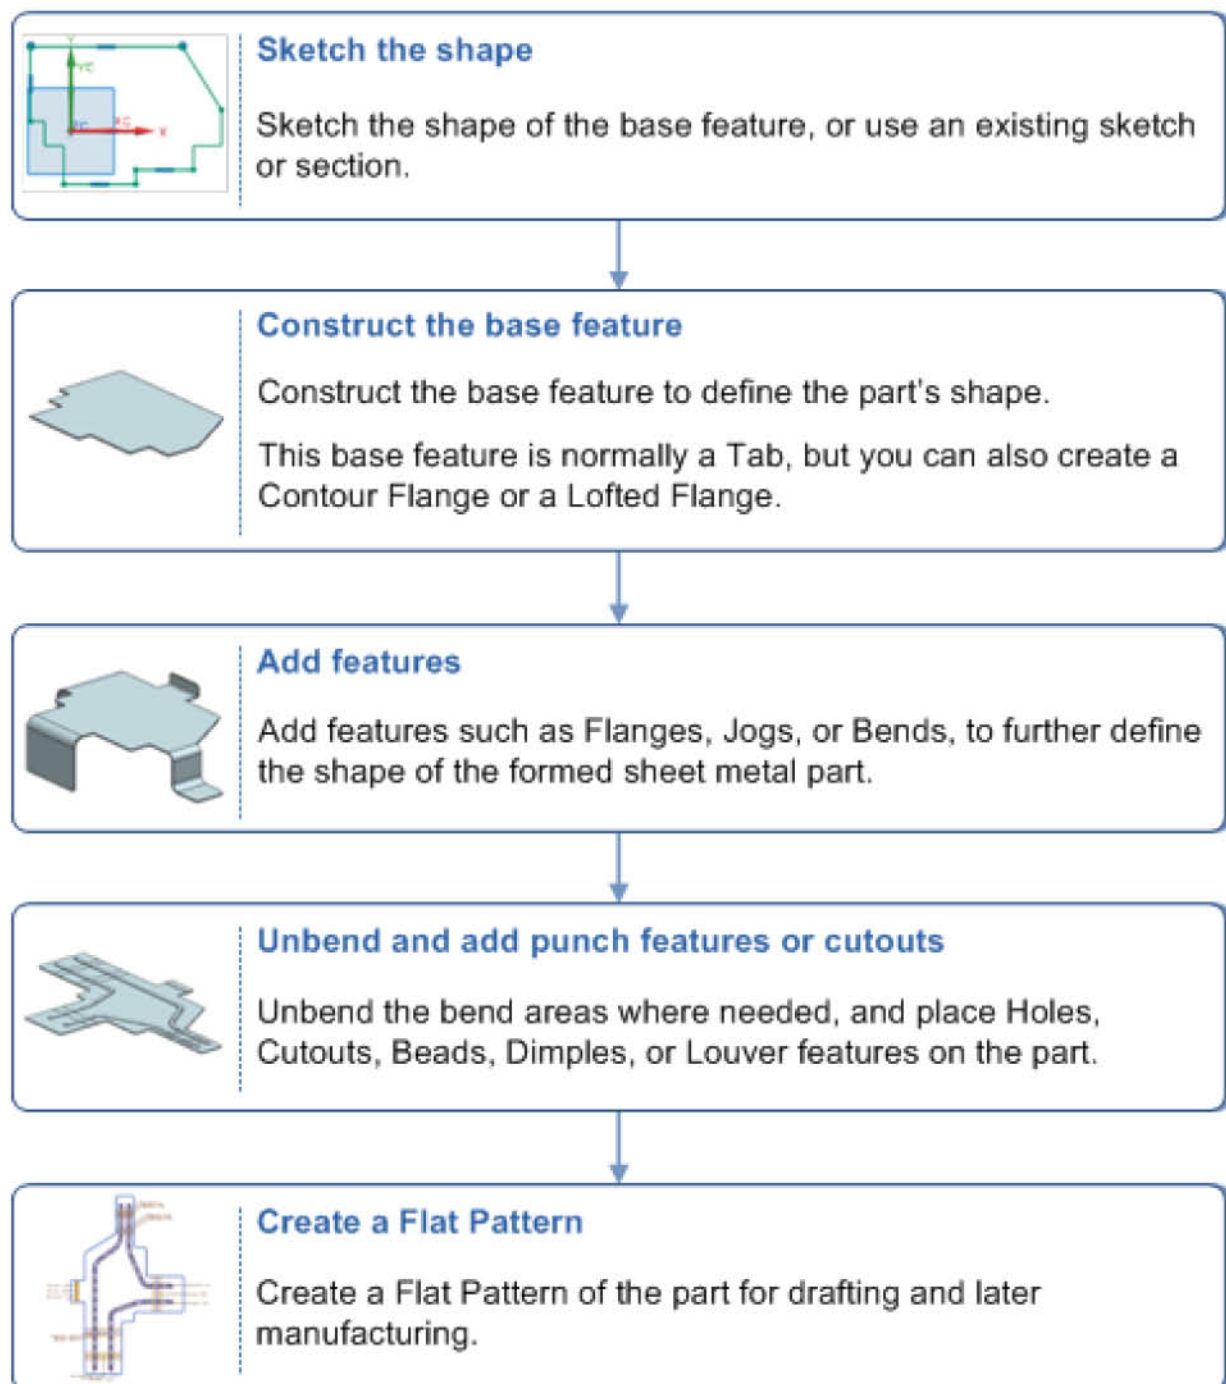 Sketch the shape
Sketch the shape of the base feature, or use an existing sketch
or section.
Construct the base feature
Construct the base feature to define the part's shape.
This base feature is normally a Tab, but you can also create a
Contour Flange or a Lofted Flange.
Add features
Add features such as Flanges, Jogs, or Bends, to further define
the shape of the formed sheet metal part.
Unbend and add punch features or cutouts
Unbend the bend areas where needed, and place Holes,
Cutouts, Beads, Dimples, or Louver features on the part.
Create a Flat Pattern
Create a Flat Pattern of the part for drafting and later
manufacturing.